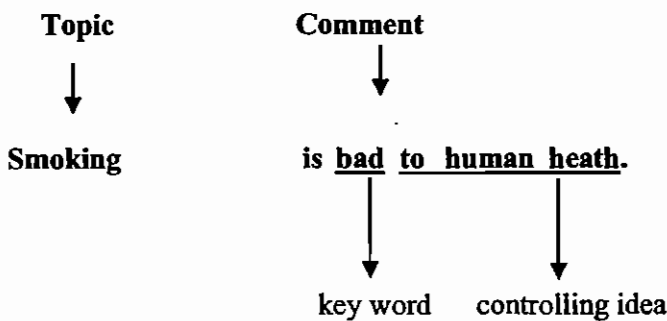 Topic Comment
Smoking is bad to human heath.
key word controlling idea